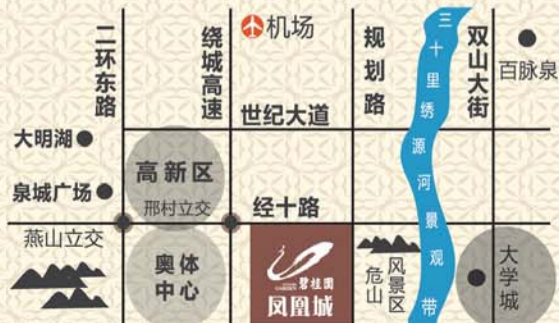 二环东路
绕城高速
机场
规划路
三十里绣源河景观带
双山大街
百脉泉
世纪大道
大明湖
高新区
泉城广场
邢村立交
经十路
燕山立交
奥体
中心
碧桂園
凤凰城
危山
风景区
大学城